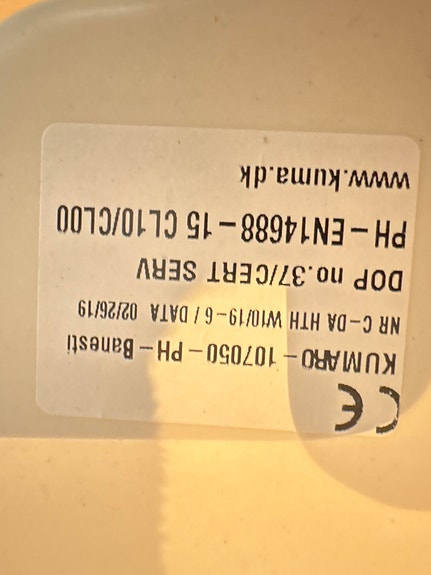 CE
KUMARO - 107050 - PH - Banesti
NR C-DA HTH W10/19-6 / DATA 02/26/19
DOP no.37/CERT SERV
PH - EN14688 - 15 CL10/CL00
www.kuma.dk